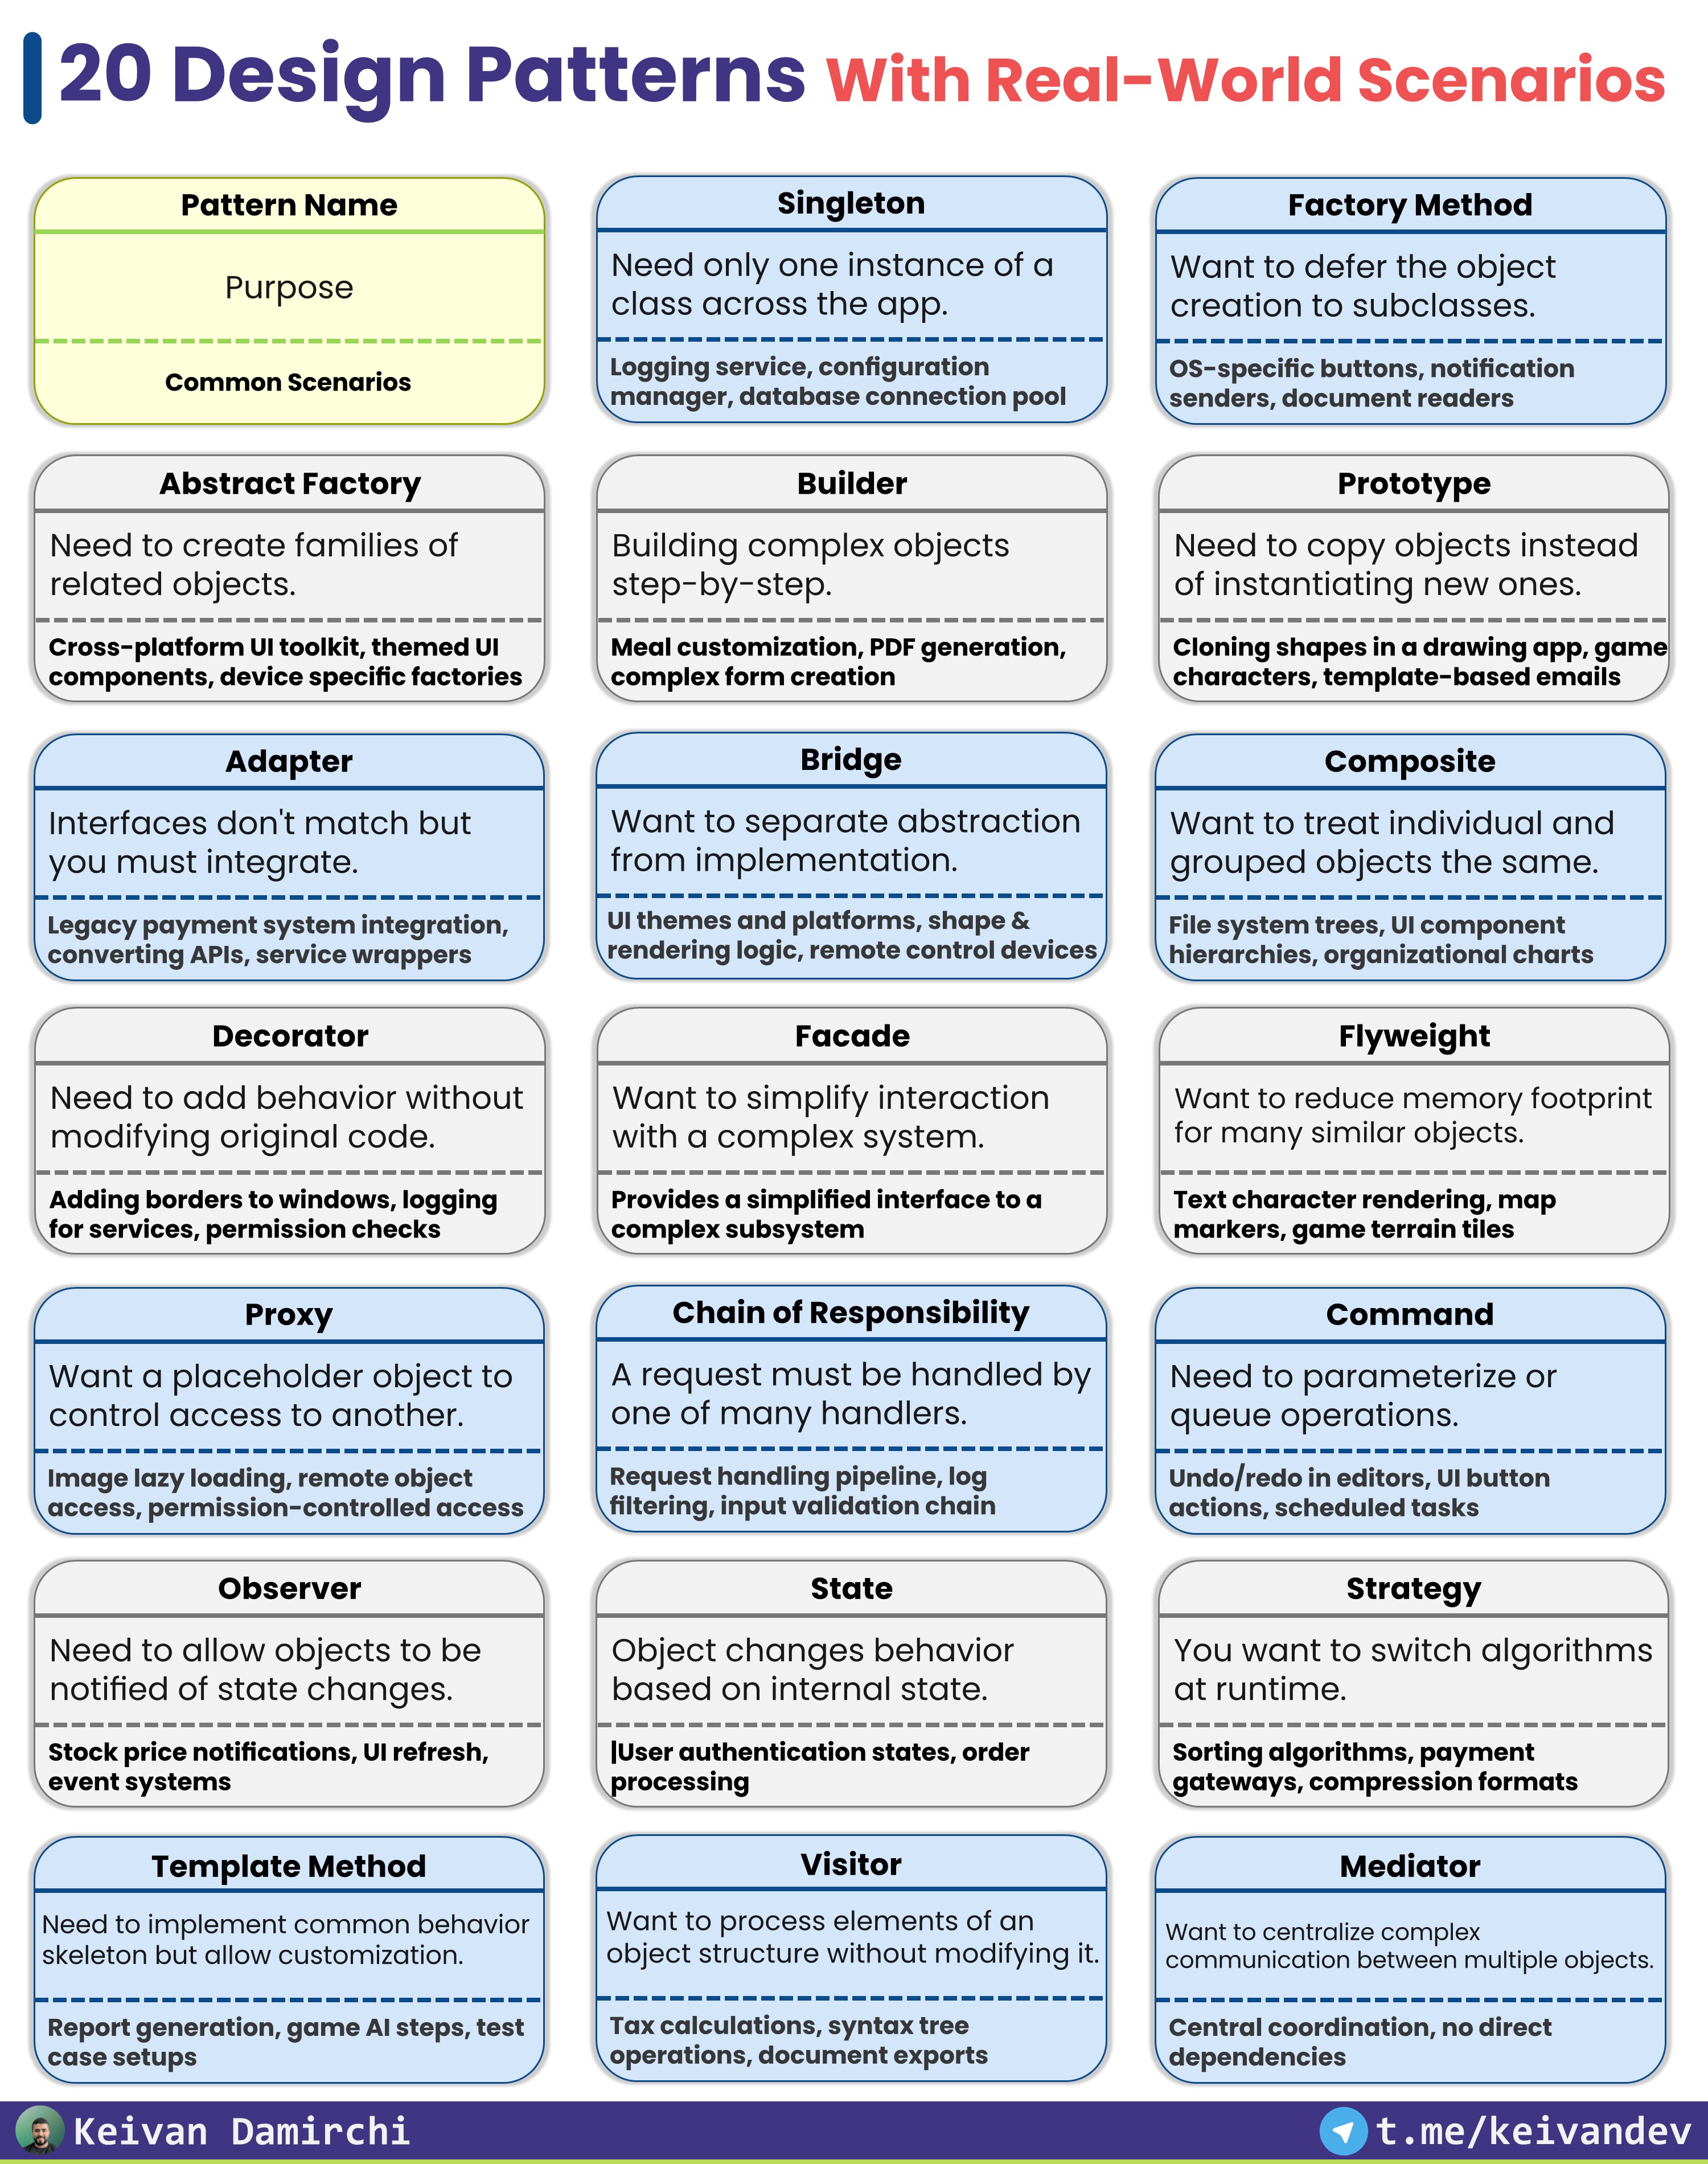 20 Design Patterns With Real-World Scenarios
Pattern Name
Purpose
Common Scenarios
Singleton
Need only one instance of a
class across the app.
Logging service, configuration
manager, database connection pool
Factory Method
Want to defer the object
creation to subclasses.
OS-specific buttons, notification
senders, document readers
Abstract Factory
Need to create families of
related objects.
Cross-platform UI toolkit, themed UI
components, device specific factories
Builder
Building complex objects
step-by-step.
Meal customization, PDF generation,
complex form creation
Prototype
Need to copy objects instead
of instantiating new ones.
Cloning shapes in a drawing app, game
characters, template-based emails
Adapter
Interfaces don't match but
you must integrate.
Legacy payment system integration,
converting APIs, service wrappers
Bridge
Want to separate abstraction
from implementation.
UI themes and platforms, shape &
rendering logic, remote control devices
Composite
Want to treat individual and
grouped objects the same.
File system trees, UI component
hierarchies, organizational charts
Decorator
Need to add behavior without
modifying original code.
Adding borders to windows, logging
for services, permission checks
Facade
Want to simplify interaction
with a complex system.
Provides a simplified interface to a
complex subsystem
Flyweight
Want to reduce memory footprint
for many similar objects.
Text character rendering, map
markers, game terrain tiles
Proxy
Want a placeholder object to
control access to another.
Image lazy loading, remote object
access, permission-controlled access
Chain of Responsibility
A request must be handled by
one of many handlers.
Request handling pipeline, log
filtering, input validation chain
Command
Need to parameterize or
queue operations.
Undo/redo in editors, UI button
actions, scheduled tasks
Observer
Need to allow objects to be
notified of state changes.
Stock price notifications, UI refresh,
event systems
State
Object changes behavior
based on internal state.
|User authentication states, order
processing
Strategy
You want to switch algorithms
at runtime.
Sorting algorithms, payment
gateways, compression formats
Template Method
Need to implement common behavior
skeleton but allow customization.
Report generation, game AI steps, test
case setups
Visitor
Want to process elements of an
object structure without modifying it.
Tax calculations, syntax tree
operations, document exports
Mediator
Want to centralize complex
communication between multiple objects.
Central coordination, no direct
dependencies
Keivan Damirchi
t.me/keivandev